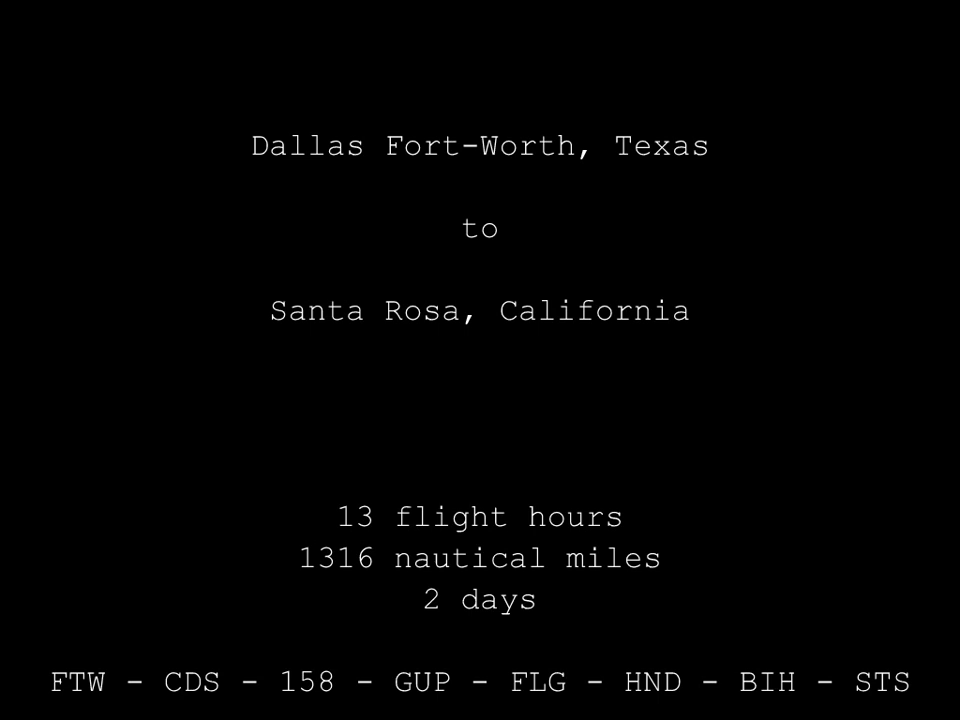 Dallas Fort-Worth, Texas
to
Santa Rosa, California
13 flight hours
1316 nautical miles
2 days
FTW - CDS - 158 - GUP - FLG - HND - BIH - STS